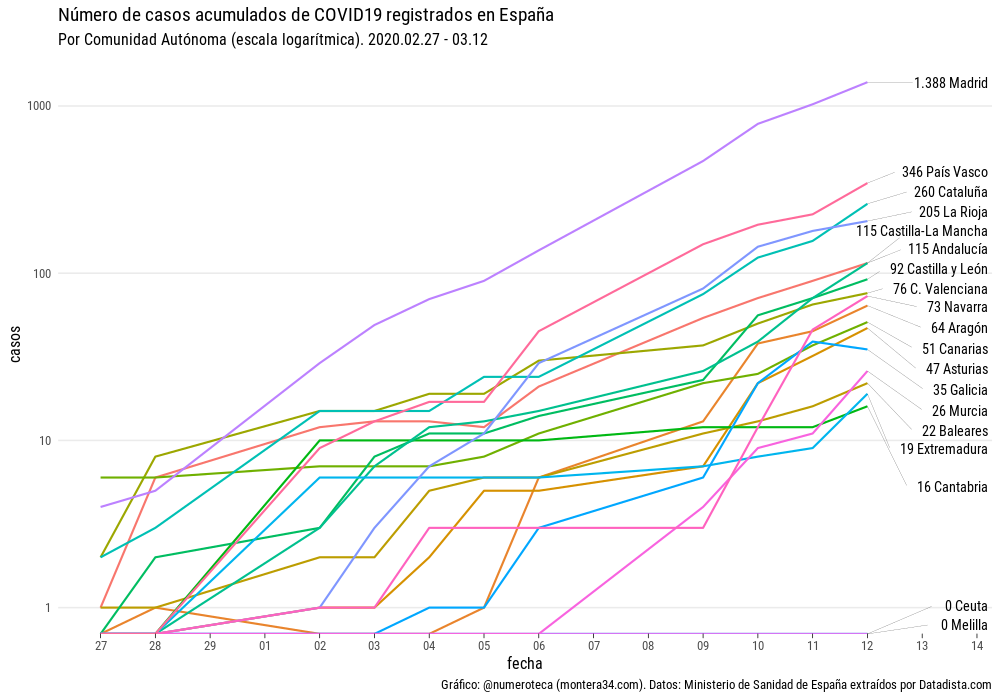 Número de casos acumulados de COVID19 registrados en España
Por Comunidad Autónoma (escala logarítmica). 2020.02.27 - 03.12
1.388 Madrid
1000
346 País Vasco
260 Cataluña
205 La Rioja
115 Castilla-La Mancha
115 Andalucía
100
92 Castilla y León
76 C. Valenciana
73 Navarra
64 Aragón
casos
51 Canarias
47 Asturias
35 Galicia
26 Murcia
22 Baleares
10
19 Extremadura
16 Cantabria
1
0 Ceuta
0 Melilla
27 28 29 01 02 03 04 05 06 07 08 09 10 11 12 13 14
fecha
Gráfico: @numeroteca (montera34.com). Datos: Ministerio de Sanidad de España extraídos por Datadista.com